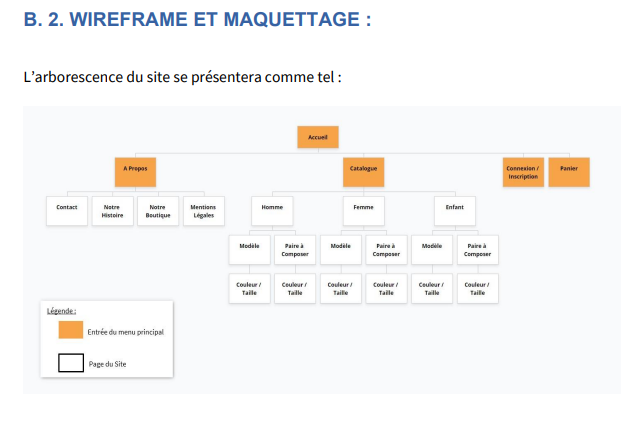 B. 2. WIREFRAME ET MAQUETTAGE :
L’arborescence du site se présentera comme tel :
Accueil
A Propos
Catalogue
Connexion /
Inscription
Panier
Contact
Notre
Histoire
Notre
Boutique
Mentions
Légales
Homme
Femme
Enfant
Modèle
Paire à
Composer
Modèle
Paire à
Composer
Modèle
Paire à
Composer
Couleur /
Taille
Couleur /
Taille
Couleur /
Taille
Couleur /
Taille
Couleur /
Taille
Couleur /
Taille
Légende :
Entrée du menu principal
Page du Site